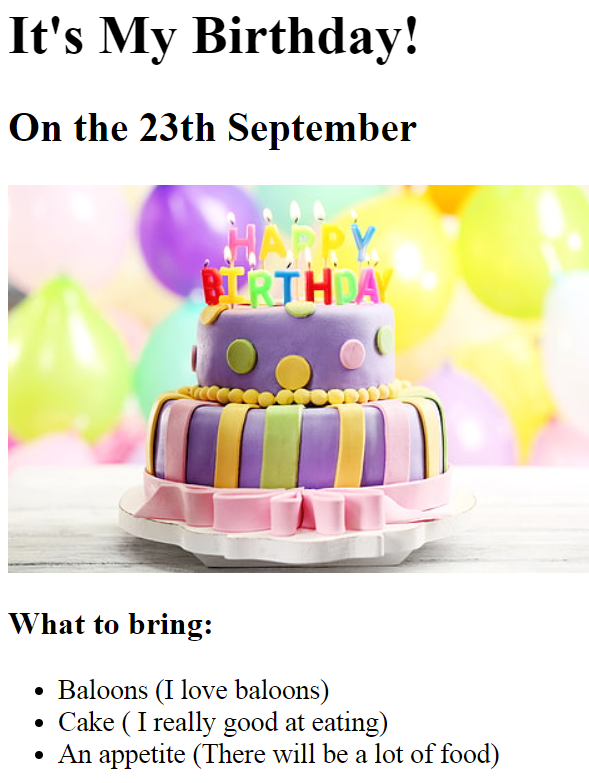 It's My Birthday!
On the 23th September
HAPPY
BIRTHDAY
What to bring:
Baloons (I love baloons)
Cake ( I really good at eating)
An appetite (There will be a lot of food)